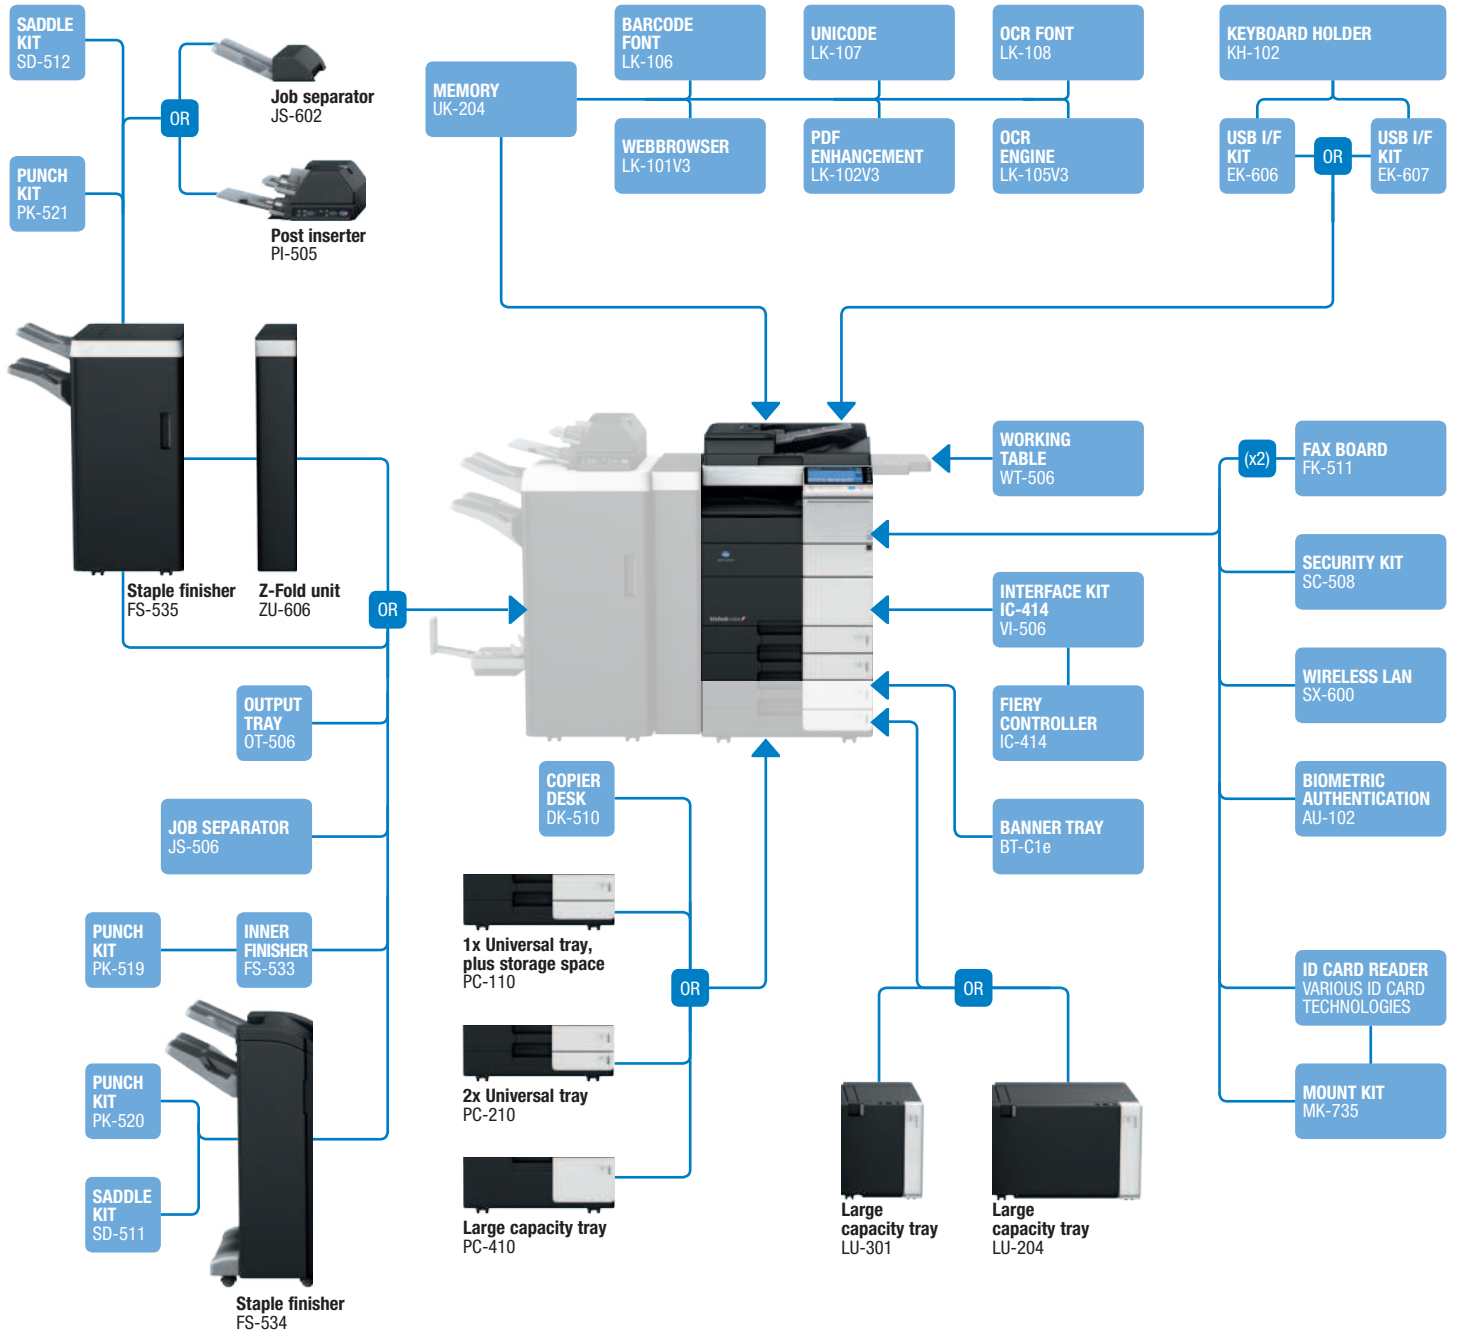 SADDLE
KIT
SD-512
Job separator
JS-602
OR
PUNCH
KIT
PK-521
Post inserter
PI-505
MEMORY
UK-204
BARCODE
FONT
LK-106
UNICODE
LK-107
OCR FONT
LK-108
WEBBROWSER
LK-101V3
PDF
ENHANCEMENT
LK-102V3
OCR
ENGINE
LK-105V3
KEYBOARD HOLDER
KH-102
USB I/F
KIT
EK-606
OR
USB I/F
KIT
EK-607
Staple finisher
FS-535
Z-Fold unit
ZU-606
OR
WORKING
TABLE
WT-506
(x2)
FAX BOARD
FK-511
SECURITY KIT
SC-508
INTERFACE KIT
IC-414
VI-506
WIRELESS LAN
SX-600
FIERY
CONTROLLER
IC-414
OUTPUT
TRAY
OT-506
BIOMETRIC
AUTHENTICATION
AU-102
COPIER
DESK
DK-510
BANNER TRAY
BT-C1e
JOB SEPARATOR
JS-506
PUNCH
KIT
PK-519
INNER
FINISHER
FS-533
1x Universal tray,
plus storage space
PC-110
OR
OR
ID CARD READER
VARIOUS ID CARD
TECHNOLOGIES
2x Universal tray
PC-210
MOUNT KIT
MK-735
PUNCH
KIT
PK-520
SADDLE
KIT
SD-511
Large capacity tray
PC-410
Large
capacity tray
LU-301
Large
capacity tray
LU-204
Staple finisher
FS-534